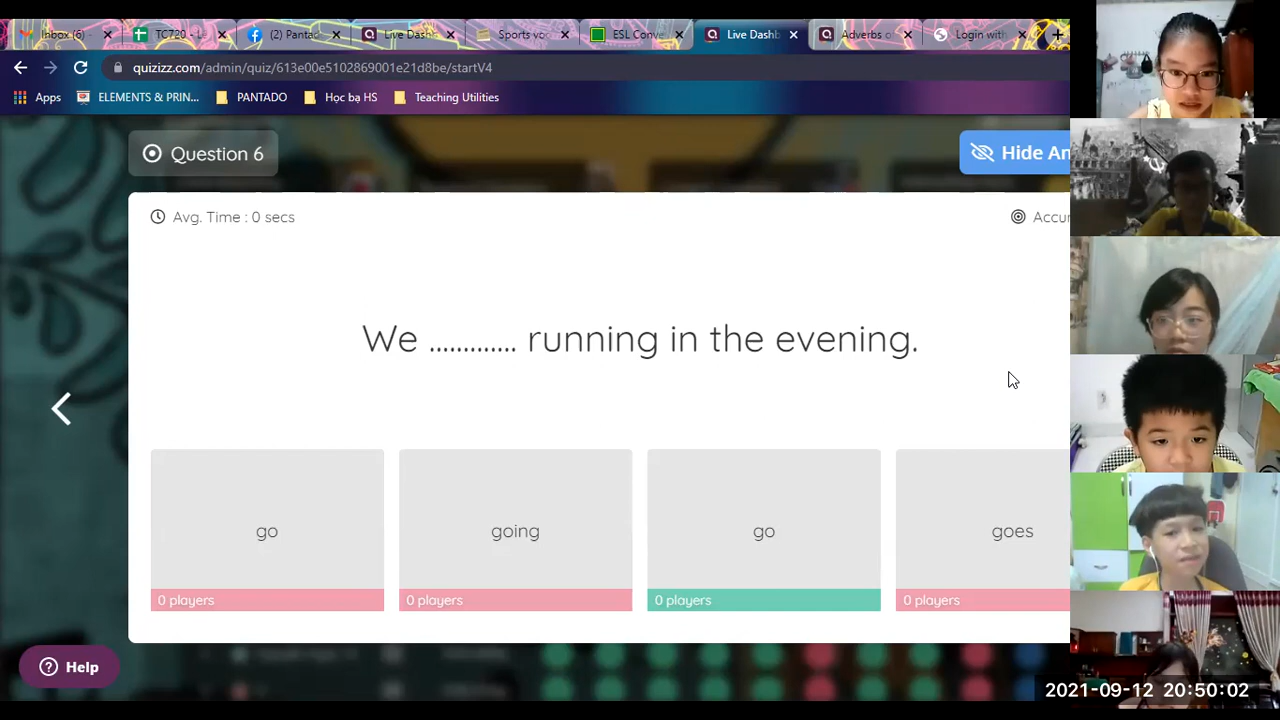 Inbox (6) -
TC720 - L
(2) Panta
Live Dash
Sports voc
ESL Conve
Live Dashb
Adverbs o
Login with
quizizz.com/admin/quiz/613e00e5102869001e21d8be/startV4
Apps
ELEMENTS & PRIN...
PANTADO
Học bạ HS
Teaching Utilities
Question 6
Hide An
Avg. Time : 0 secs
Accur
We ............. running in the evening.
go
going
go
goes
0 players
0 players
0 players
0 players
Help
2021-09-12 20:50:02